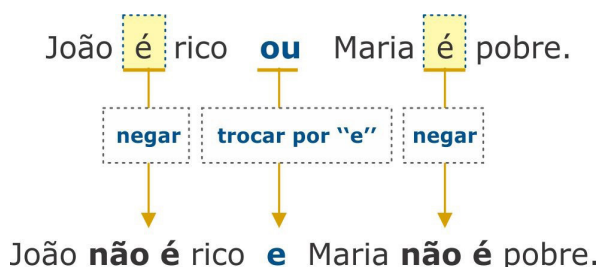 João é rico ou Maria é pobre.
negar trocar por ‘‘e’’ negar
João não é rico e Maria não é pobre.